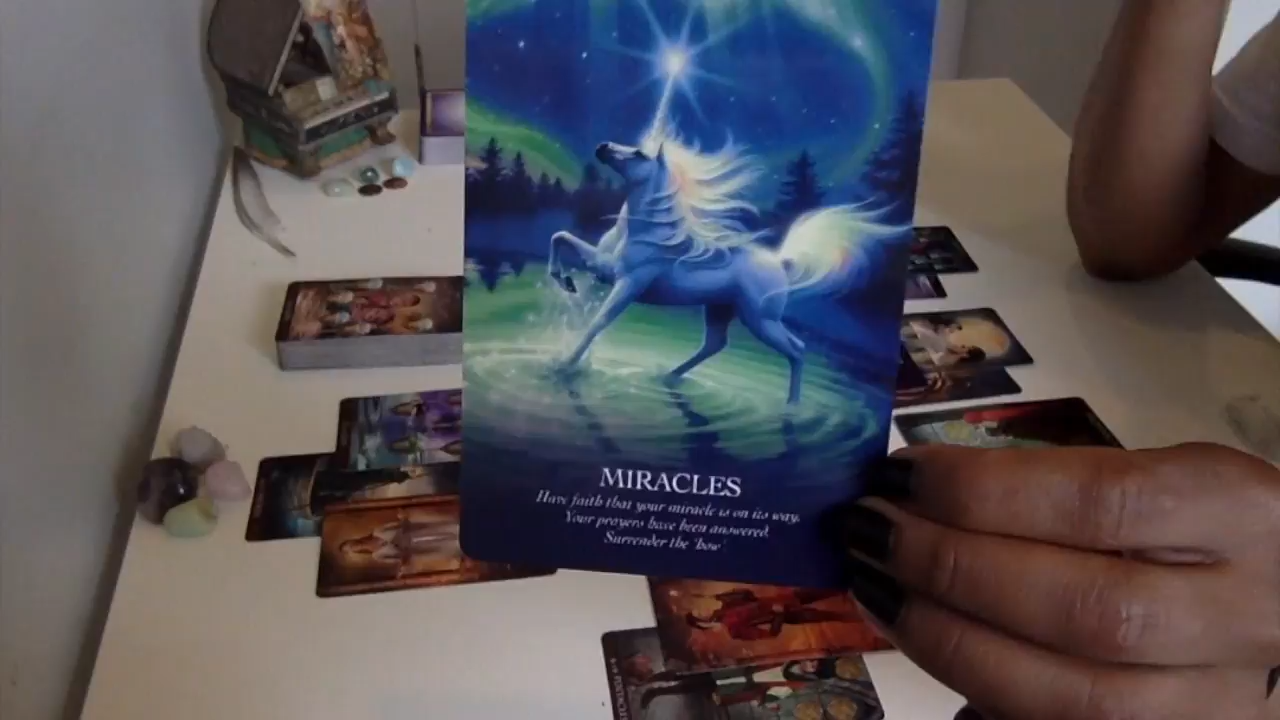 MIRACLES
Have faith that your miracle is on its way.
Your prayers have been answered.
Surrender the 'how'.